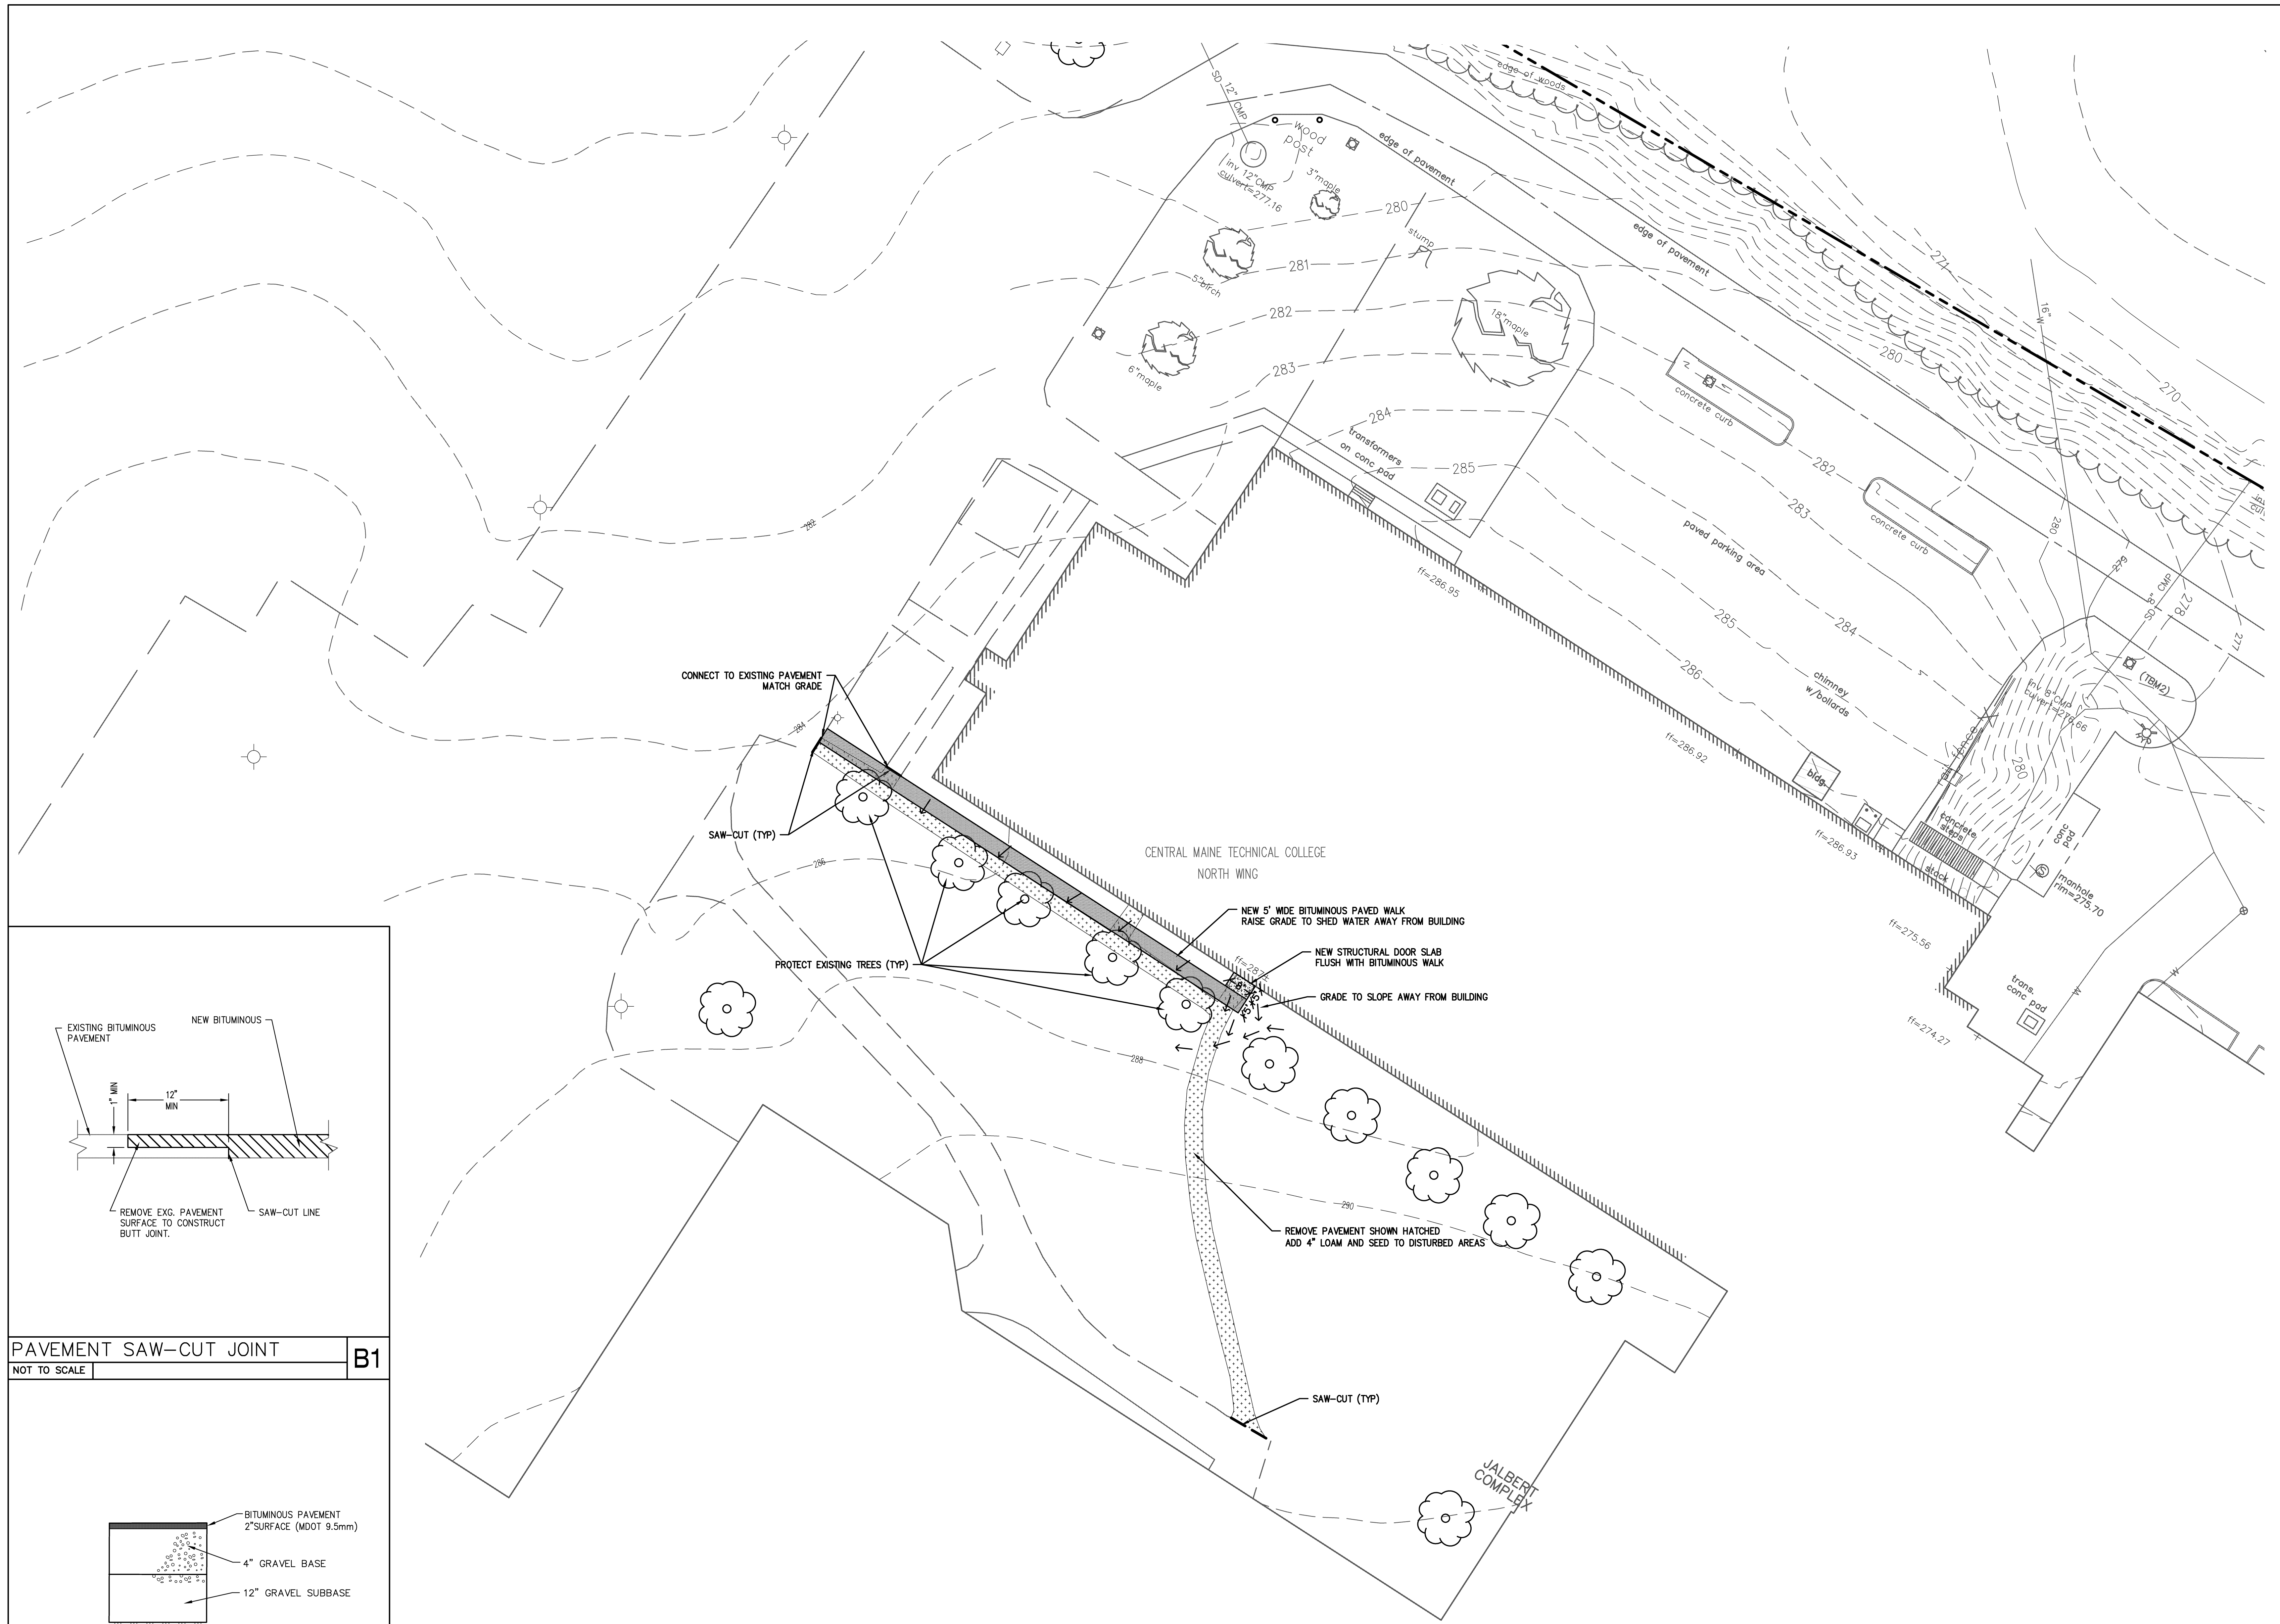 edge of woods
SD 12" CMP
wood
post
inv 12"CMP
culvert=277.16
3"maple
edge of pavement
280
stump
edge of pavement
271
281
5"birch
16"
W
282
18"maple
280
6"maple
283
270
concrete curb
284
transformers
on conc pad
285
282
283
concrete curb
280
279
paved parking area
282
ff=286.95
SD 8" CMP
278
277
284
285
286
(TBM2)
chimney
w/bollards
inv 8"CMP
culvert=276.66
HYD
CONNECT TO EXISTING PAVEMENT
MATCH GRADE
284
ff=286.92
280
bldg.
SAW-CUT (TYP)
concrete
steps
conc
pad
ff=286.93
286
CENTRAL MAINE TECHNICAL COLLEGE
NORTH WING
stack
S
manhole
rim=275.70
NEW 5' WIDE BITUMINOUS PAVED WALK
RAISE GRADE TO SHED WATER AWAY FROM BUILDING
ff=275.56
NEW STRUCTURAL DOOR SLAB
FLUSH WITH BITUMINOUS WALK
PROTECT EXISTING TREES (TYP)
8'
5'
5'
GRADE TO SLOPE AWAY FROM BUILDING
W
W
trans.
conc pad
ff=274.27
EXISTING BITUMINOUS
PAVEMENT
NEW BITUMINOUS
288
1" MIN
12"
MIN
290
REMOVE EXG. PAVEMENT
SURFACE TO CONSTRUCT
BUTT JOINT.
SAW-CUT LINE
REMOVE PAVEMENT SHOWN HATCHED
ADD 4" LOAM AND SEED TO DISTURBED AREAS
PAVEMENT SAW-CUT JOINT
B1
NOT TO SCALE
SAW-CUT (TYP)
JALBERT
COMPLEX
BITUMINOUS PAVEMENT
2"SURFACE (MDOT 9.5mm)
4" GRAVEL BASE
12" GRAVEL SUBBASE